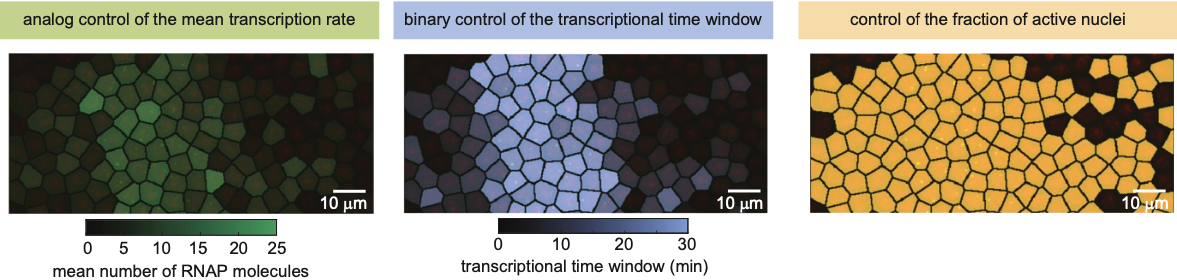 analog control of the mean transcription rate
binary control of the transcriptional time window
control of the fraction of active nuclei
10 μm
10 μm
10 μm
0 5 10 15 20 25
mean number of RNAP molecules
0 10 20 30
transcriptional time window (min)